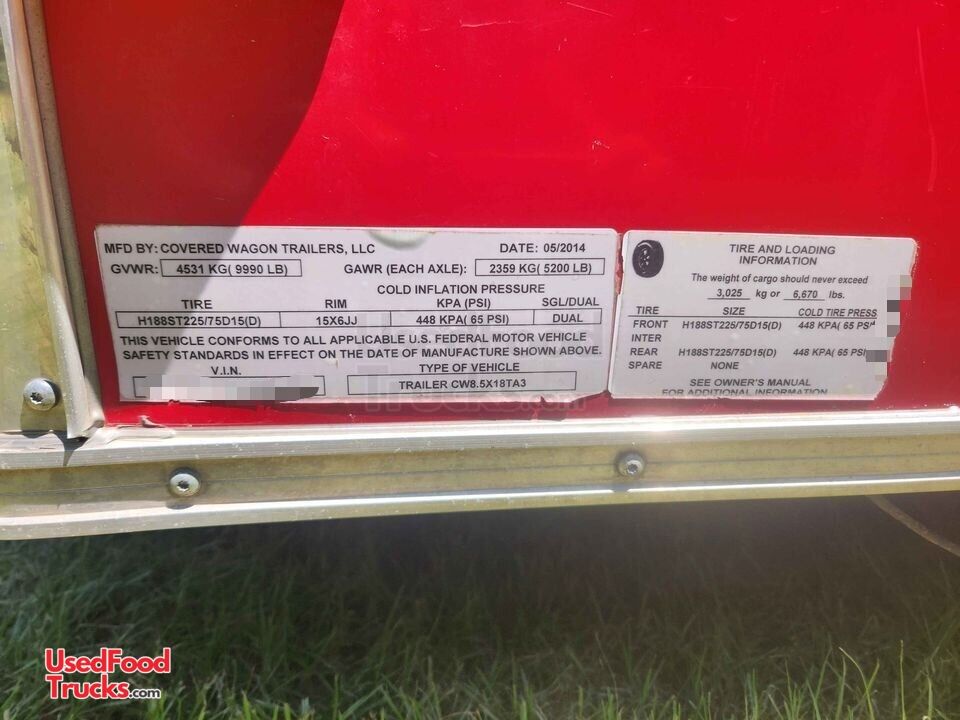 MFD BY: COVERED WAGON TRAILERS, LLC DATE: 05/2014
GVWR: 4531 KG( 9990 LB) GAWR (EACH AXLE): 2359 KG( 5200 LB)
COLD INFLATION PRESSURE
TIRE RIM KPA (PSI) SGL/DUAL
H188ST225/75D15(D) 15X6JJ 448 KPA( 65 PSI) DUAL
THIS VEHICLE CONFORMS TO ALL APPLICABLE U.S. FEDERAL MOTOR VEHICLE
SAFETY STANDARDS IN EFFECT ON THE DATE OF MANUFACTURE SHOWN ABOVE.
V.I.N. TYPE OF VEHICLE
TRAILER CW8.5X18TA3
TIRE AND LOADING
INFORMATION
The weight of cargo should never exceed
3,025 kg or 6,670 lbs.
TIRE SIZE COLD TIRE PRESS
FRONT H188ST225/75D15(D) 448 KPA( 65 PSI
INTER
REAR H188ST225/75D15(D) 448 KPA( 65 PSI
SPARE NONE
SEE OWNER'S MANUAL
FOR ADDITIONAL INFORMATION
UsedFood
Trucks.com